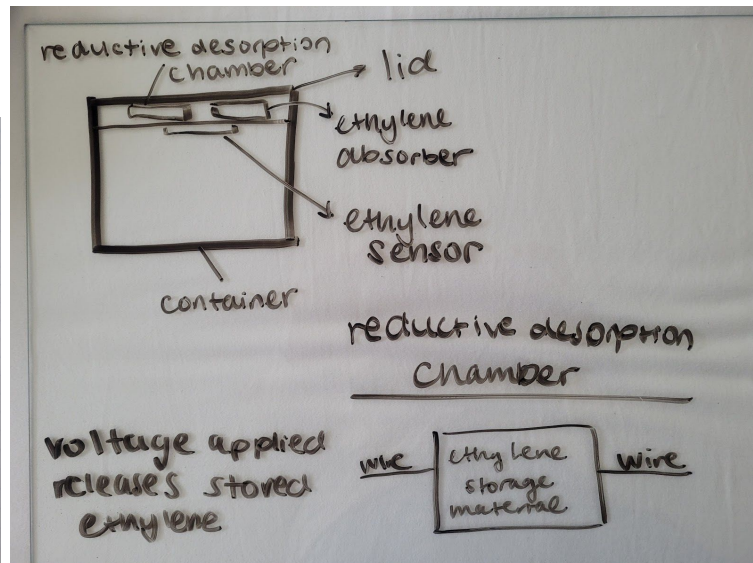 reductive desorption
chamber
lid
ethylene
absorber
ethylene
sensor
container
reductive desorption
chamber
voltage applied
releases stored
ethylene
wire
ethylene
storage
material
wire